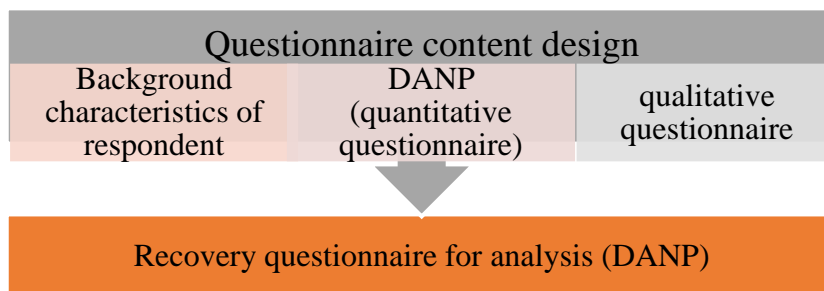 Questionnaire content design
Background
characteristics of
respondent
DANP
(quantitative
questionnaire)
qualitative
questionnaire
Recovery questionnaire for analysis (DANP)